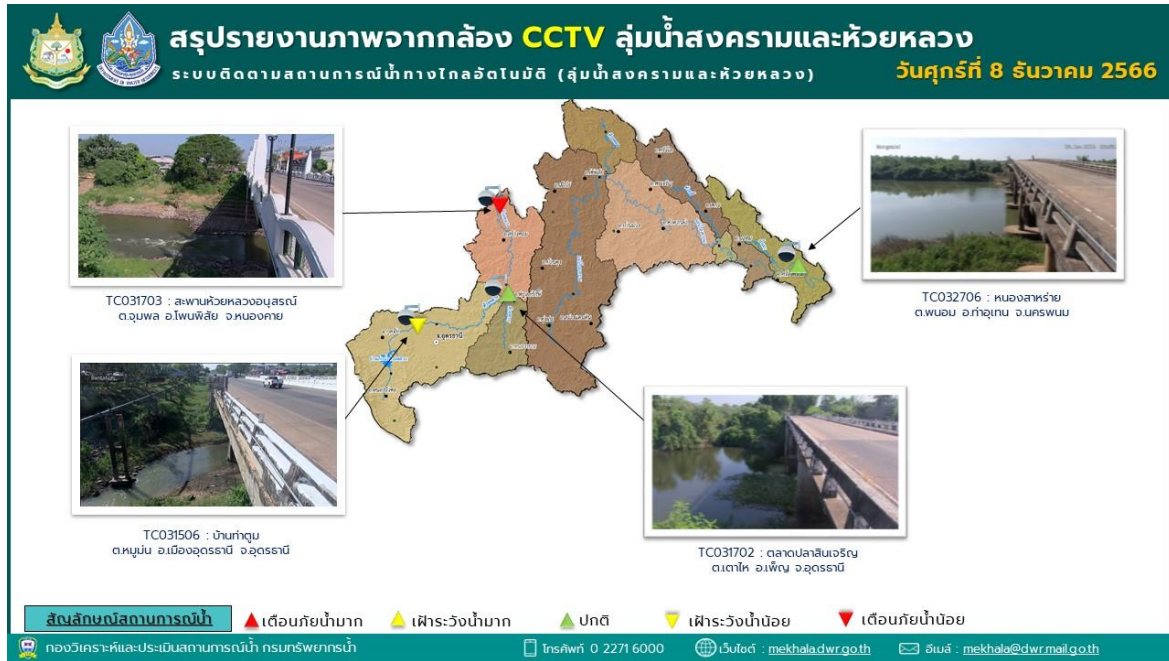 สรุปรายงานภาพจากกล้อง CCTV ลุ่มน้ำสงครามและห้วยหลวง
ระบบติดตามสถานการณ์น้ำทางไกลอัตโนมัติ (ลุ่มน้ำสงครามและห้วยหลวง)
วันศุกร์ที่ 8 ธันวาคม 2566
TC031703 : สะพานห้วยหลวงอนุสรณ์
ต.จุมพล อ.โพนพิสัย จ.หนองคาย
TC032706 : หนองสาหร่าย
ต.พนอม อ.ท่าอุเทน จ.นครพนม
จ.อุดรธานี
TC031506 : บ้านท่าตูม
ต.หมูม่น อ.เมืองอุดรธานี จ.อุดรธานี
TC031702 : ตลาดปลาสินเจริญ
ต.เตาไห อ.เพ็ญ จ.อุดรธานี
สัญลักษณ์สถานการณ์น้ำ เตือนภัยน้ำมาก เฝ้าระวังน้ำมาก ปกติ เฝ้าระวังน้ำน้อย เตือนภัยน้ำน้อย
กองวิเคราะห์และประเมินสถานการณ์น้ำ กรมทรัพยากรน้ำ โทรศัพท์ 0 2271 6000 เว็บไซต์ : mekhala.dwr.go.th อีเมล์ : mekhala@dwr.mail.go.th